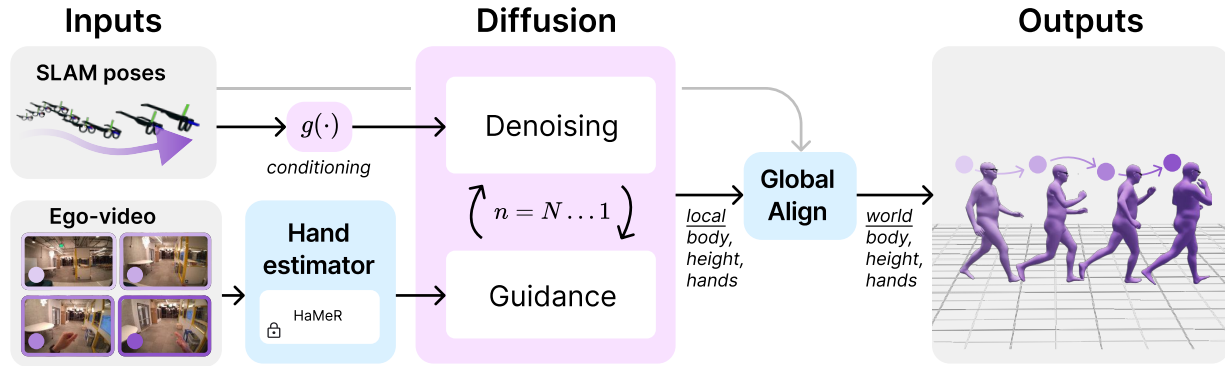 Inputs
Diffusion
Outputs
SLAM poses
g(·)
conditioning
Denoising
n = N … 1
Guidance
Ego-video
Hand
estimator
HaMeR
local
body,
height,
hands
Global
Align
world
body,
height,
hands